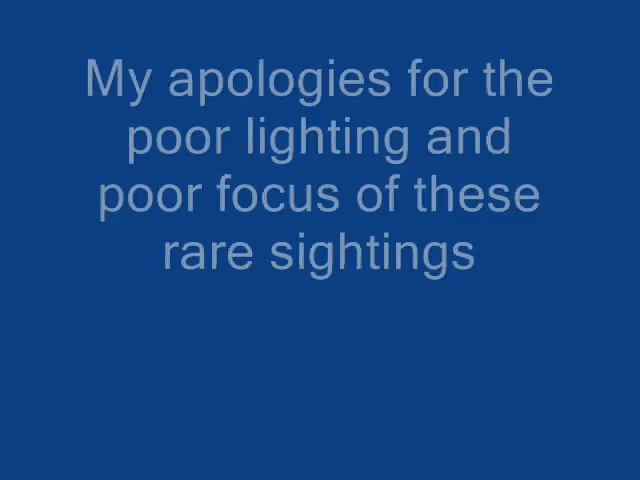 My apologies for the
poor lighting and
poor focus of these
rare sightings